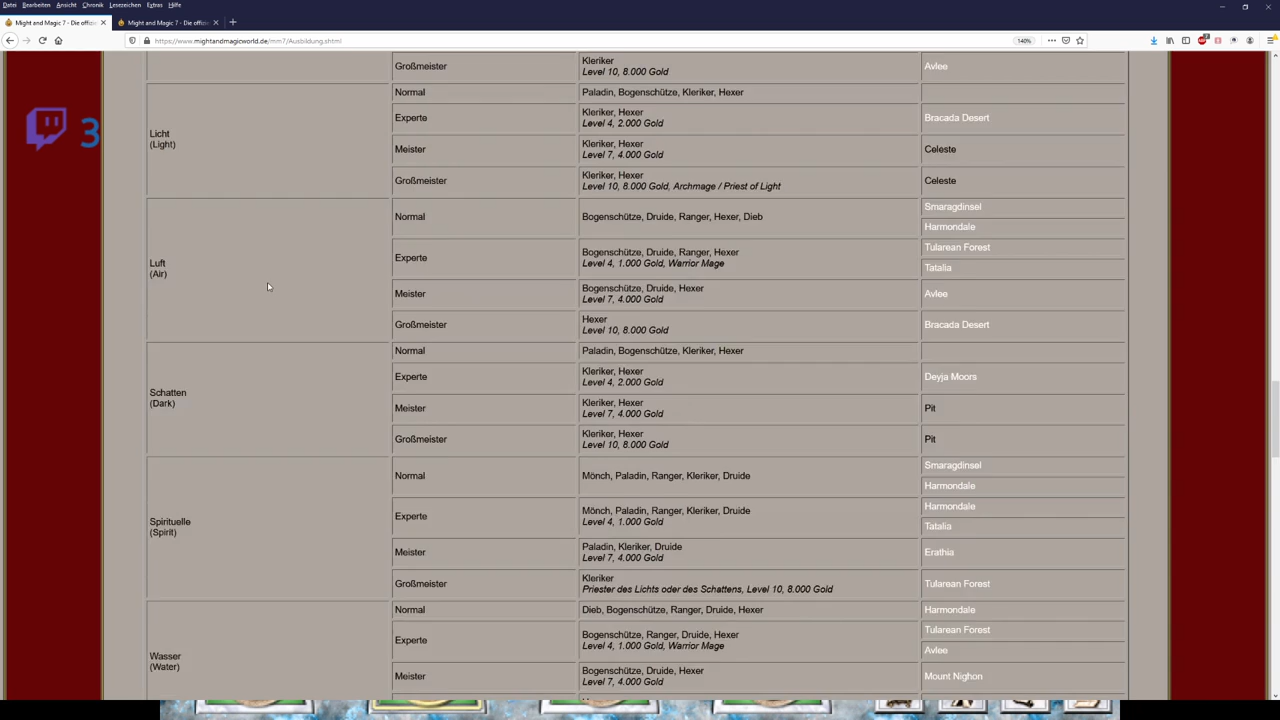 Datei Bearbeiten Ansicht Chronik Lesezeichen Extras Hilfe
Might and Magic 7 - Die offizie
Might and Magic 7 - Die offizie
https://www.mightandmagicworld.de/mm7/Ausbildung.shtml
140%
3
Großmeister
Kleriker
Level 10, 8.000 Gold
Avlee
Licht
(Light)
Normal
Paladin, Bogenschütze, Kleriker, Hexer
Experte
Kleriker, Hexer
Level 4, 2.000 Gold
Bracada Desert
Meister
Kleriker, Hexer
Level 7, 4.000 Gold
Celeste
Großmeister
Kleriker, Hexer
Level 10, 8.000 Gold, Archmage / Priest of Light
Celeste
Luft
(Air)
Normal
Bogenschütze, Druide, Ranger, Hexer, Dieb
Smaragdinsel
Harmondale
Experte
Bogenschütze, Druide, Ranger, Hexer
Level 4, 1.000 Gold, Warrior Mage
Tularean Forest
Tatalia
Meister
Bogenschütze, Druide, Hexer
Level 7, 4.000 Gold
Avlee
Großmeister
Hexer
Level 10, 8.000 Gold
Bracada Desert
Schatten
(Dark)
Normal
Paladin, Bogenschütze, Kleriker, Hexer
Experte
Kleriker, Hexer
Level 4, 2.000 Gold
Deyja Moors
Meister
Kleriker, Hexer
Level 7, 4.000 Gold
Pit
Großmeister
Kleriker, Hexer
Level 10, 8.000 Gold
Pit
Spirituelle
(Spirit)
Normal
Mönch, Paladin, Ranger, Kleriker, Druide
Smaragdinsel
Harmondale
Experte
Mönch, Paladin, Ranger, Kleriker, Druide
Level 4, 1.000 Gold
Harmondale
Tatalia
Meister
Paladin, Kleriker, Druide
Level 7, 4.000 Gold
Erathia
Großmeister
Kleriker
Priester des Lichts oder des Schattens, Level 10, 8.000 Gold
Tularean Forest
Wasser
(Water)
Normal
Dieb, Bogenschütze, Ranger, Druide, Hexer
Harmondale
Experte
Bogenschütze, Ranger, Druide, Hexer
Level 4, 1.000 Gold, Warrior Mage
Tularean Forest
Avlee
Meister
Bogenschütze, Druide, Hexer
Level 7, 4.000 Gold
Mount Nighon